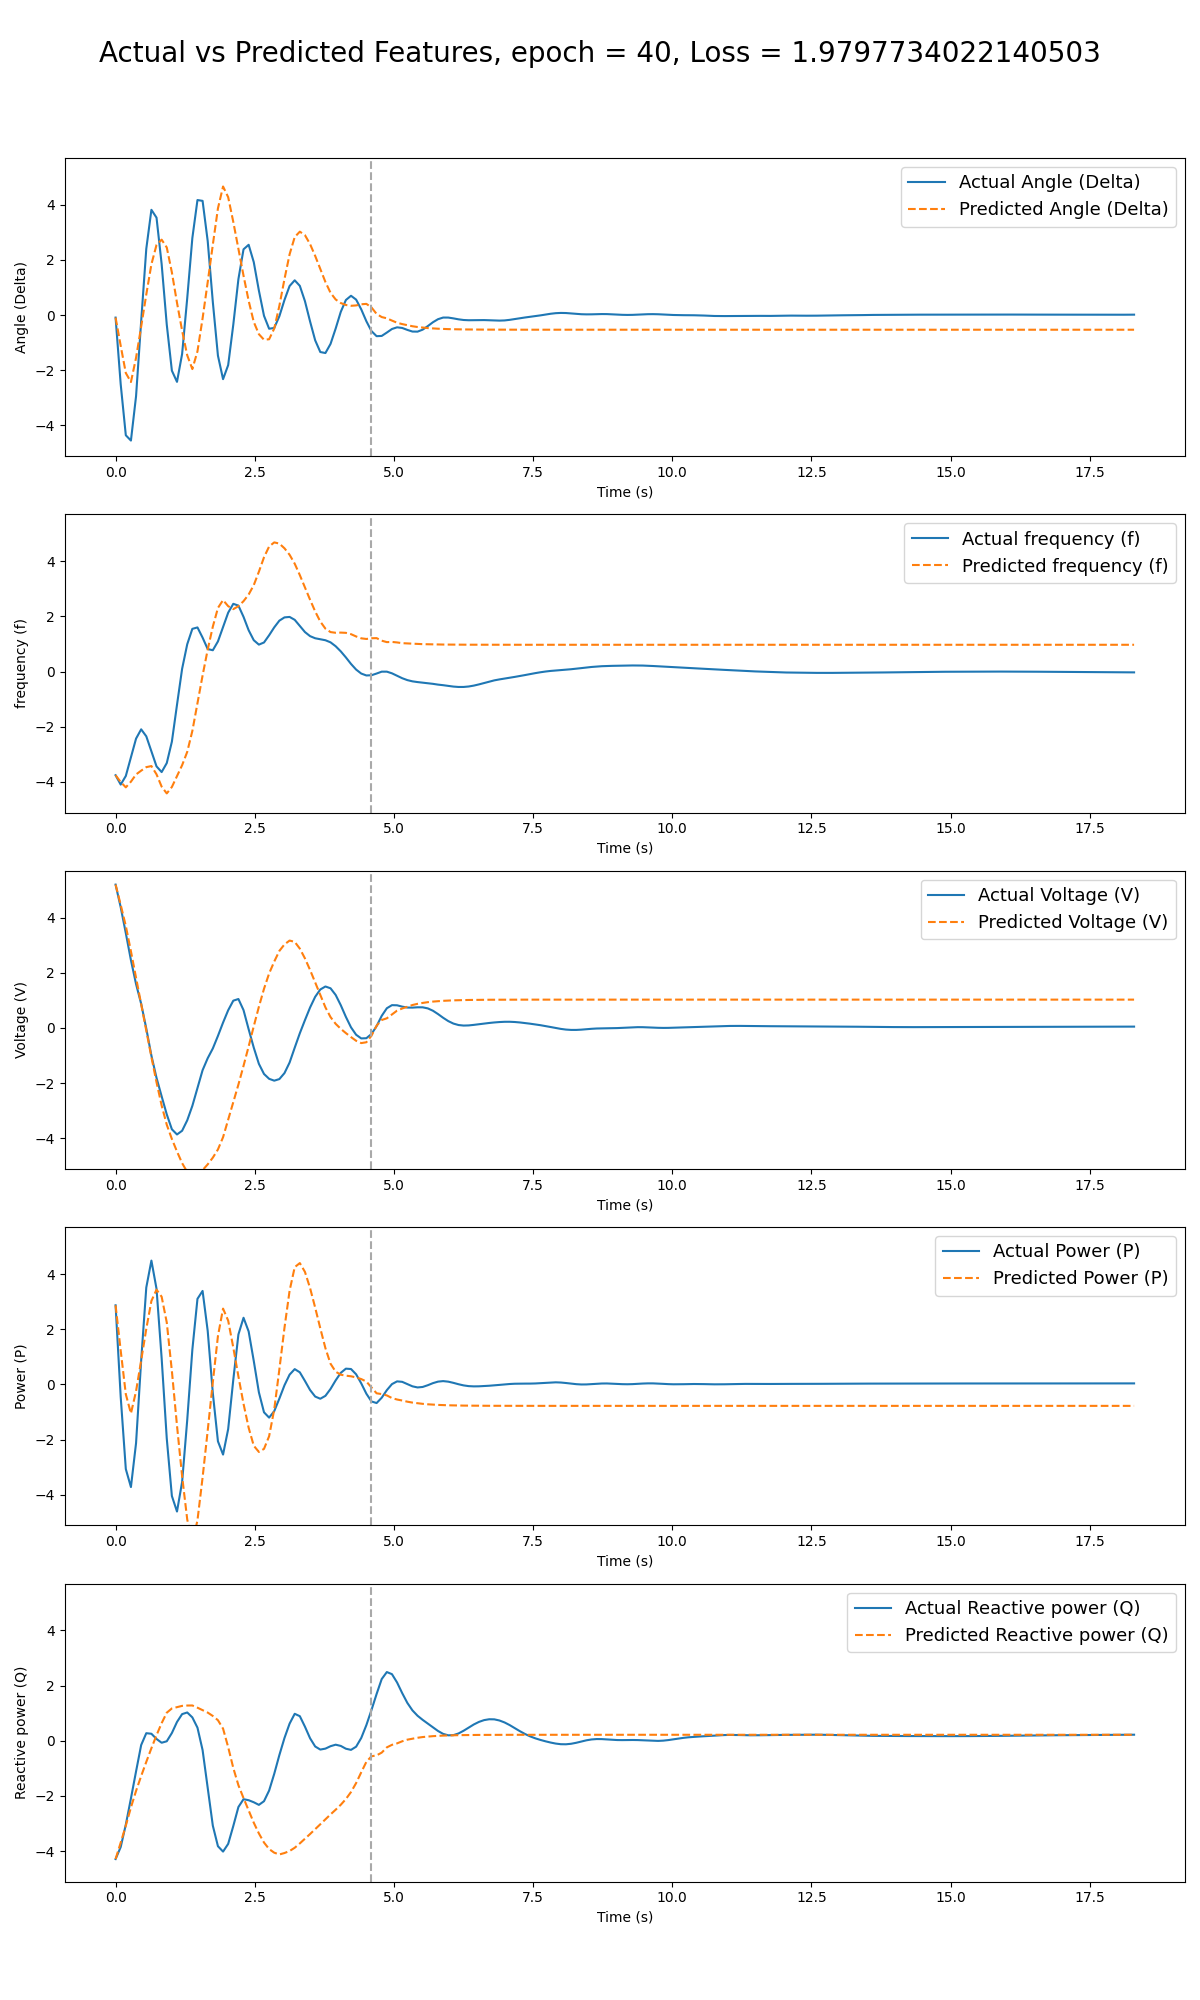 Actual vs Predicted Features, epoch = 40, Loss = 1.9797734022140503
Actual Angle (Delta)
Predicted Angle (Delta)
Angle (Delta)
4
2
0
−2
−4
0.0 2.5 5.0 7.5 10.0 12.5 15.0 17.5
Time (s)
Actual frequency (f)
Predicted frequency (f)
frequency (f)
4
2
0
−2
−4
0.0 2.5 5.0 7.5 10.0 12.5 15.0 17.5
Time (s)
Actual Voltage (V)
Predicted Voltage (V)
Voltage (V)
4
2
0
−2
−4
0.0 2.5 5.0 7.5 10.0 12.5 15.0 17.5
Time (s)
Actual Power (P)
Predicted Power (P)
Power (P)
4
2
0
−2
−4
0.0 2.5 5.0 7.5 10.0 12.5 15.0 17.5
Time (s)
Actual Reactive power (Q)
Predicted Reactive power (Q)
Reactive power (Q)
4
2
0
−2
−4
0.0 2.5 5.0 7.5 10.0 12.5 15.0 17.5
Time (s)